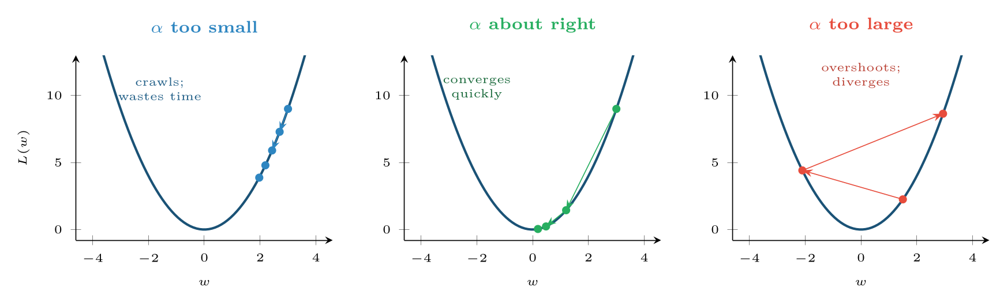 α too small
crawls;
wastes time
10
5
0
L(w)
−4 −2 0 2 4
w
α about right
converges
quickly
10
5
0
−4 −2 0 2 4
w
α too large
overshoots;
diverges
10
5
0
−4 −2 0 2 4
w